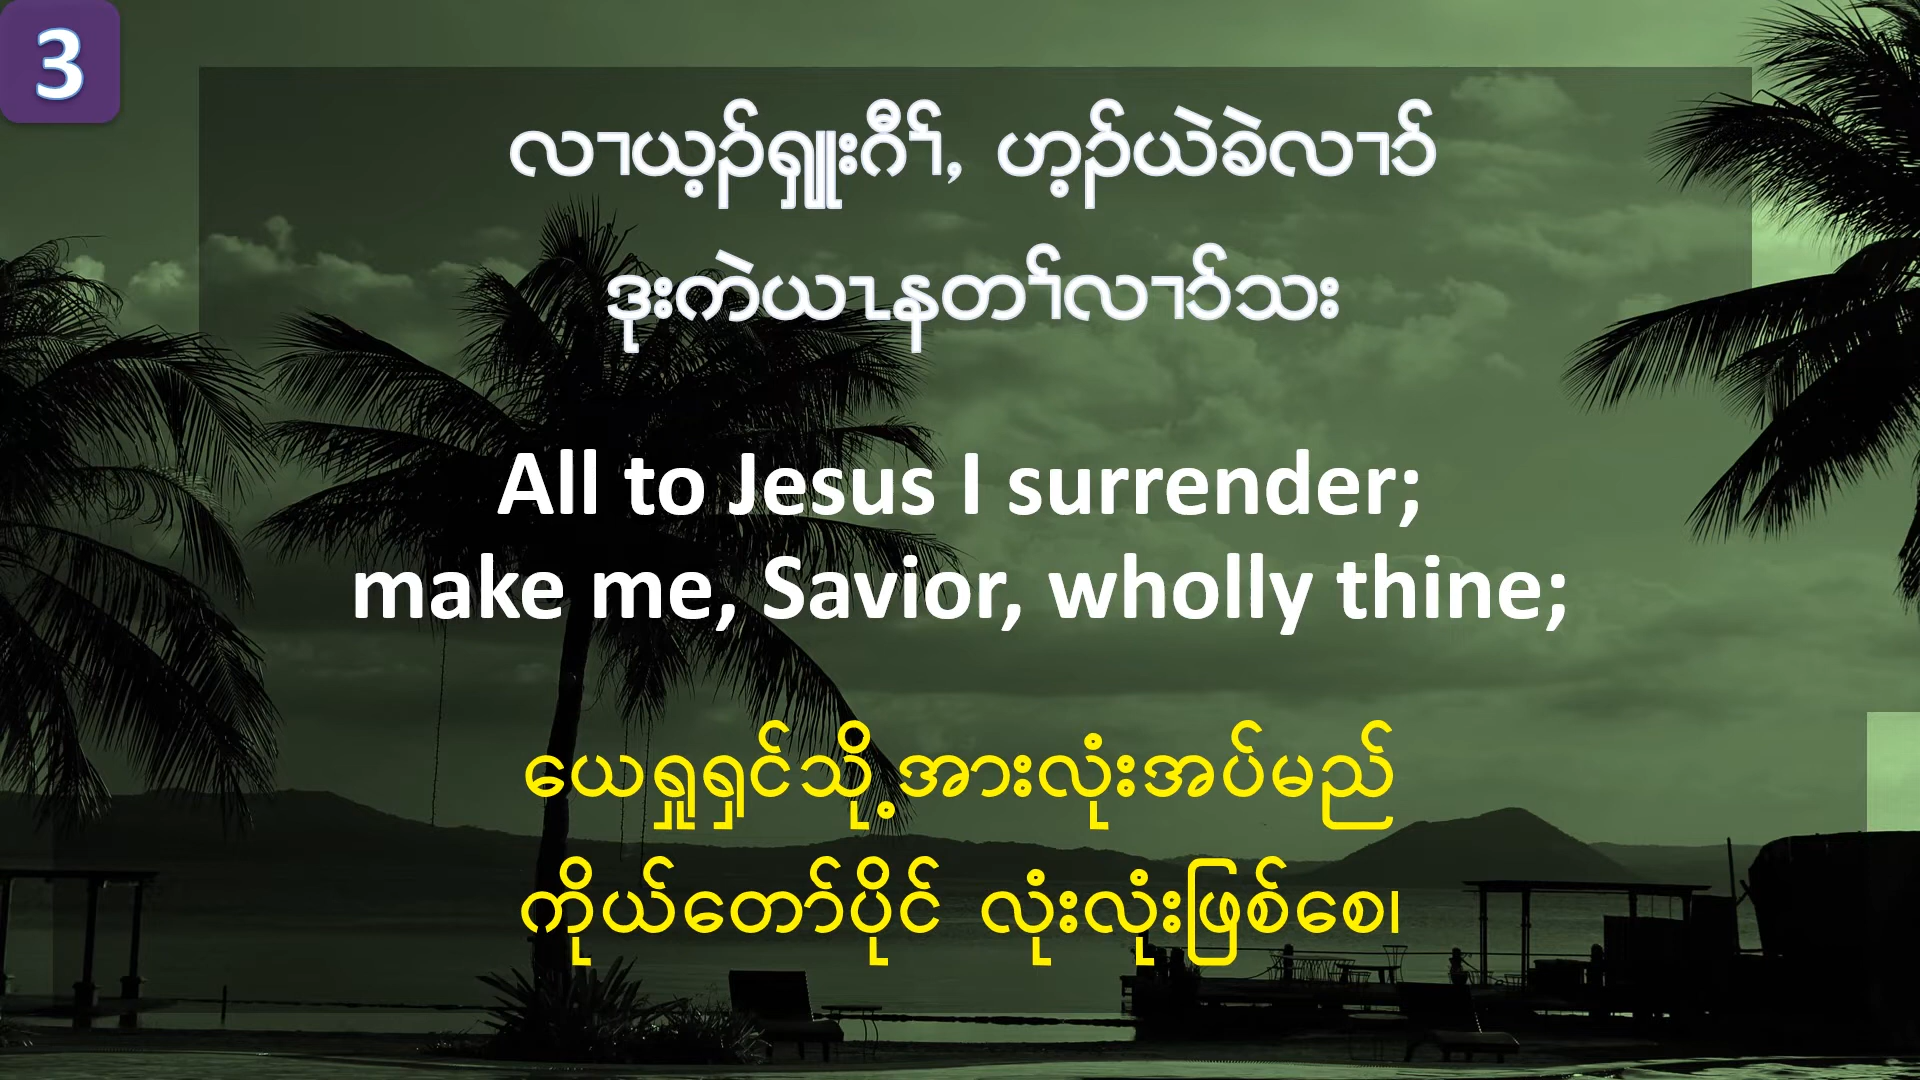 3
လၢယ့ၣ်ရှူးဂီၢ်, ဟ့ၣ်ယဲခဲလၢာ်
ဒုးကဲယၤနတၢ်လၢာ်သး
All to Jesus I surrender;
make me, Savior, wholly thine;
ယေရှုရှင်သို့အားလုံးအပ်မည်
ကိုယ်တော်ပိုင် လုံးလုံးဖြစ်စေ၊